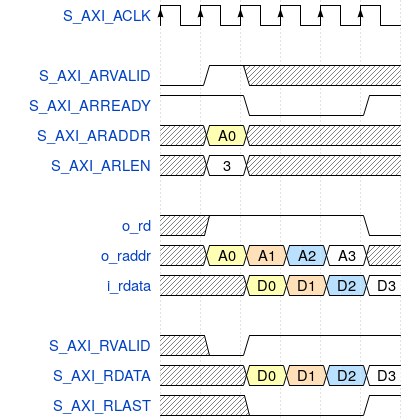 S_AXI_ACLK
S_AXI_ARVALID
S_AXI_ARREADY
S_AXI_ARADDR A0
S_AXI_ARLEN 3
o_rd
o_raddr A0 A1 A2 A3
i_rdata D0 D1 D2 D3
S_AXI_RVALID
S_AXI_RDATA D0 D1 D2 D3
S_AXI_RLAST